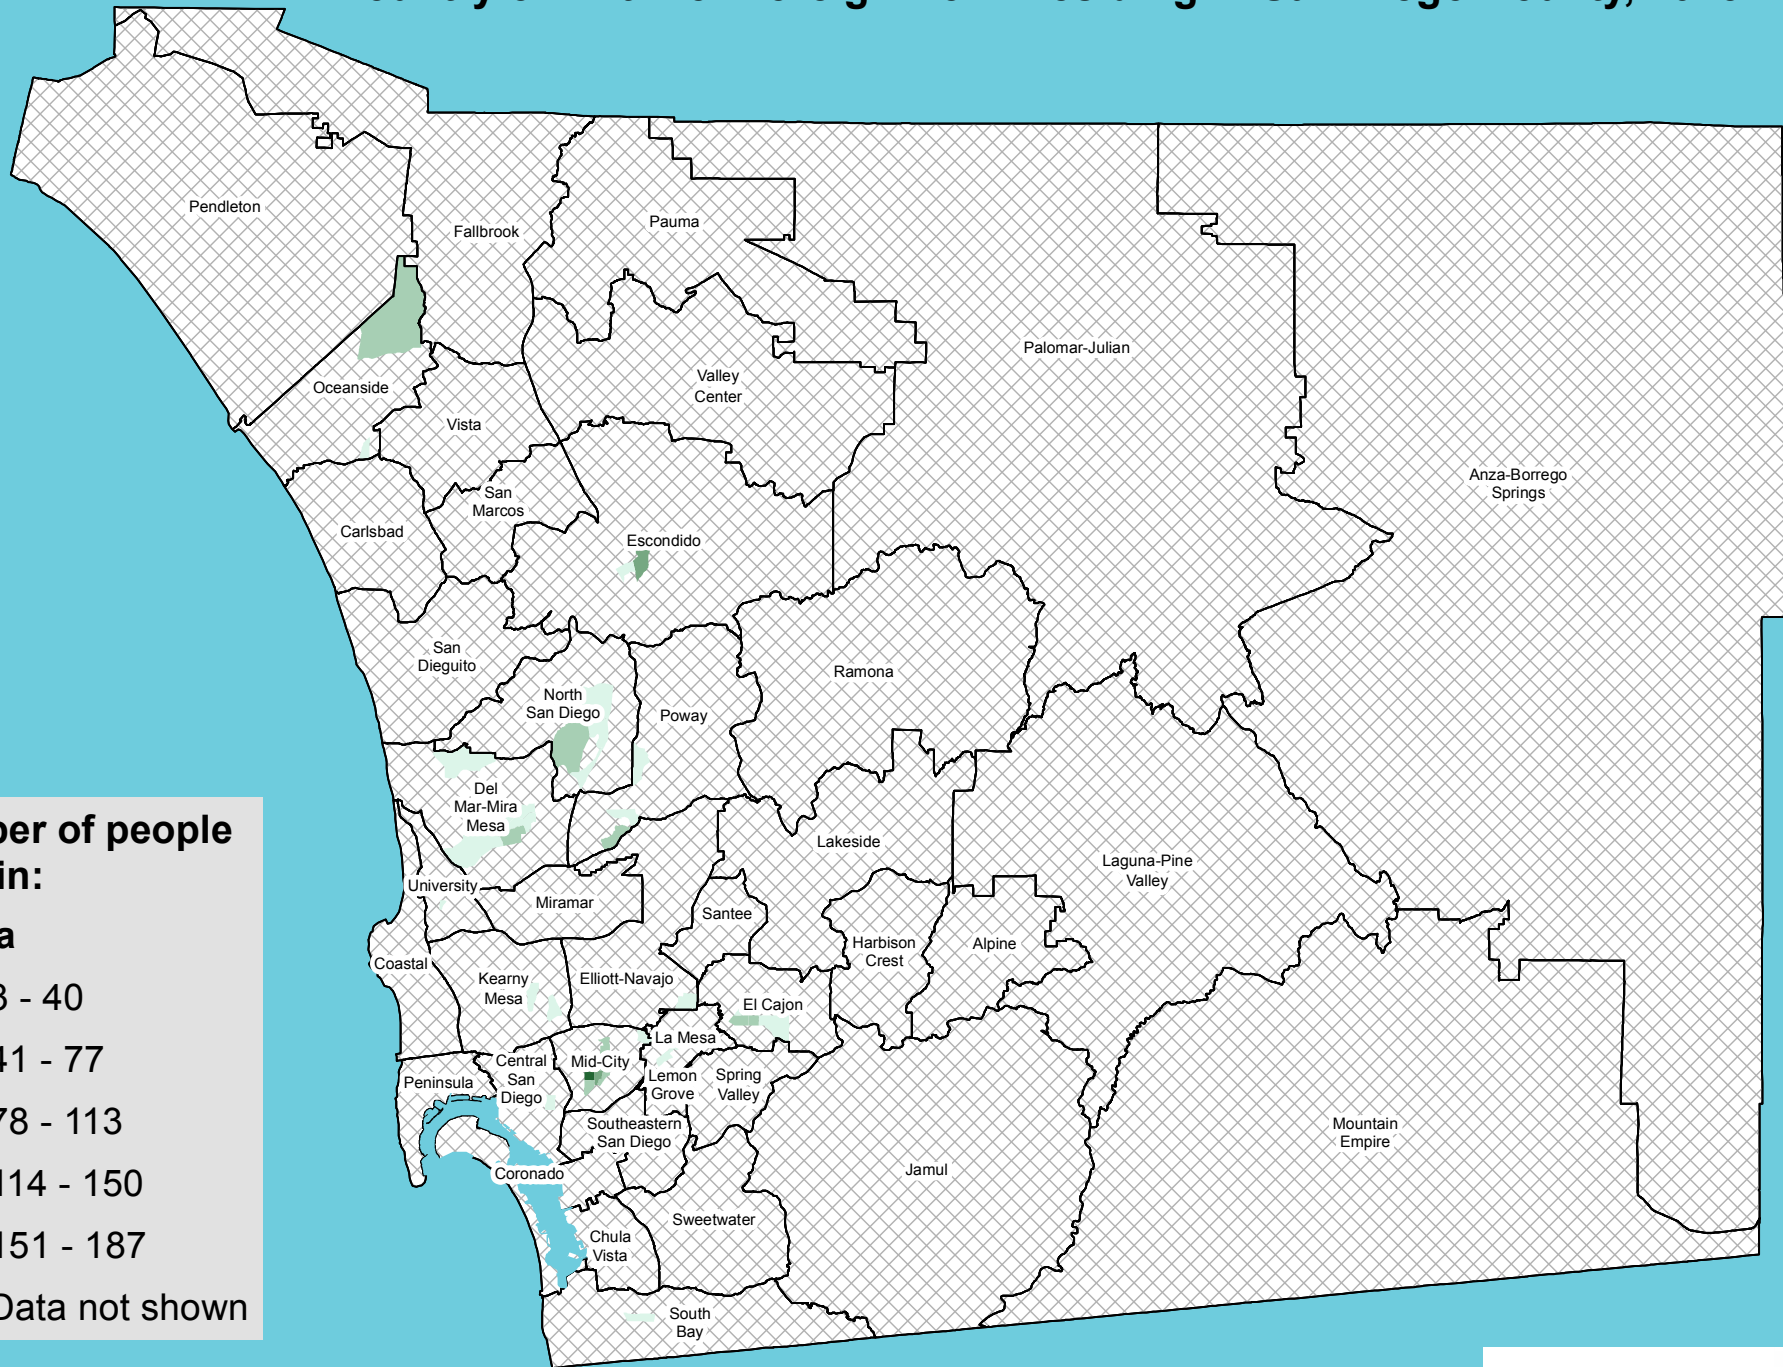 Pendleton
Fallbrook
Pauma
Palomar-Julian
Oceanside
Valley
Center
Vista
Anza-Borrego
Springs
San
Marcos
Carlsbad
Escondido
San
Dieguito
Ramona
North
San Diego
Poway
Del
Mar-Mira
Mesa
Lakeside
Laguna-Pine
Valley
University
Miramar
Santee
Harbison
Crest
Alpine
Coastal
Kearny
Mesa
Elliott-Navajo
El Cajon
La Mesa
Central
San
Diego
Mid-City
Peninsula
Lemon
Grove
Spring
Valley
Southeastern
San Diego
Mountain
Empire
Coronado
Jamul
Sweetwater
Chula
Vista
South
Bay
of people
in:
- 40
41 - 77
78 - 113
114 - 150
151 - 187
Data not shown